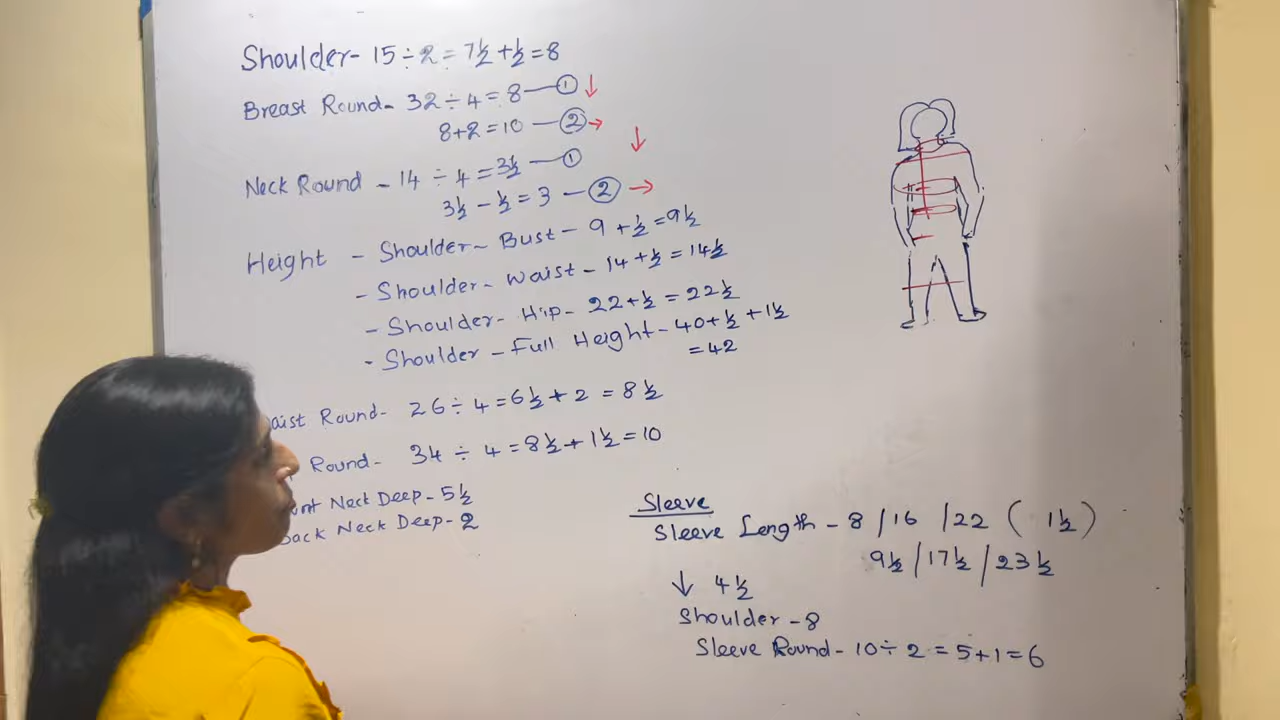 Shoulder - 15 ÷ 2 = 7½ + ½ = 8
Breast Round - 32 ÷ 4 = 8 — ① ↓
8 + 2 = 10 — ② →
Neck Round - 14 ÷ 4 = 3½ — ① ↓
3½ - ½ = 3 — ② →
Height - Shoulder - Bust - 9 + ½ = 9½
- Shoulder - Waist - 14 + ½ = 14½
- Shoulder - Hip - 22 + ½ = 22½
- Shoulder - Full Height - 40 + ½ + 1½
= 42
aist Round - 26 ÷ 4 = 6½ + 2 = 8½
Round - 34 ÷ 4 = 8½ + 1½ = 10
nt Neck Deep - 5½
Back Neck Deep - 2
Sleeve
Sleeve Length - 8 / 16 / 22 ( 1½ )
9½ / 17½ / 23½
↓ 4½
Shoulder - 8
Sleeve Round - 10 ÷ 2 = 5 + 1 = 6